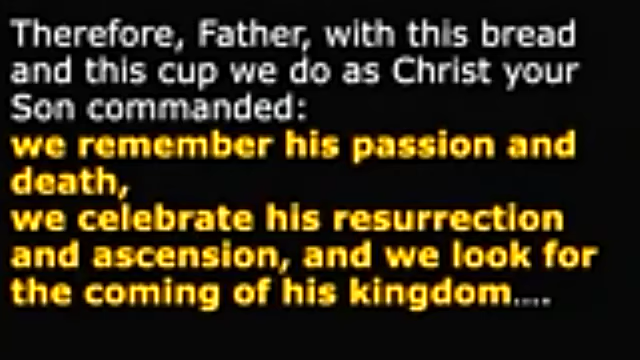 Therefore, Father, with this bread
and this cup we do as Christ your
Son commanded:
we remember his passion and
death,
we celebrate his resurrection
and ascension, and we look for
the coming of his kingdom....